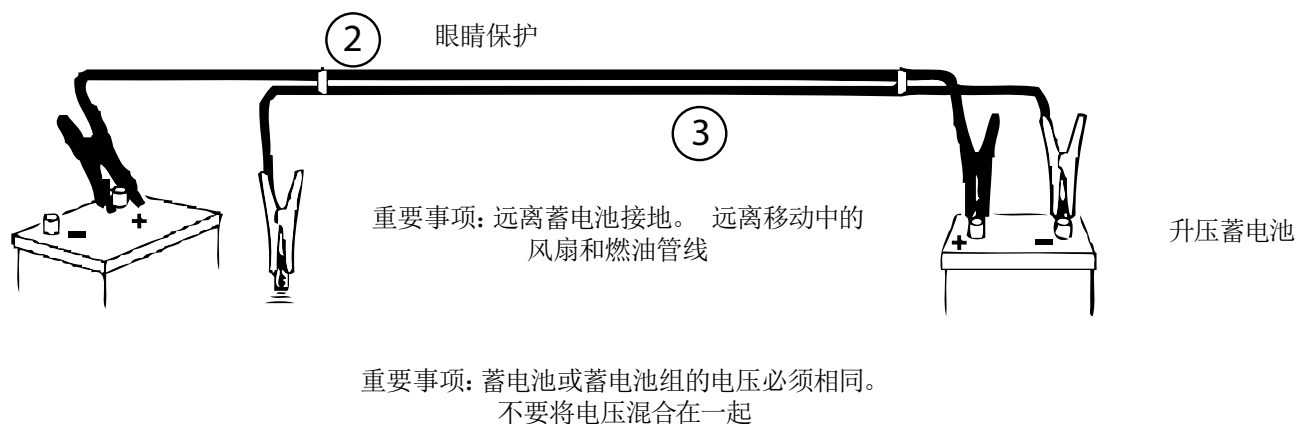 ② 眼睛保护
③
重要事项: 远离蓄电池接地。 远离移动中的
风扇和燃油管线
+
-
+
-
升压蓄电池
重要事项: 蓄电池或蓄电池组的电压必须相同。
不要将电压混合在一起